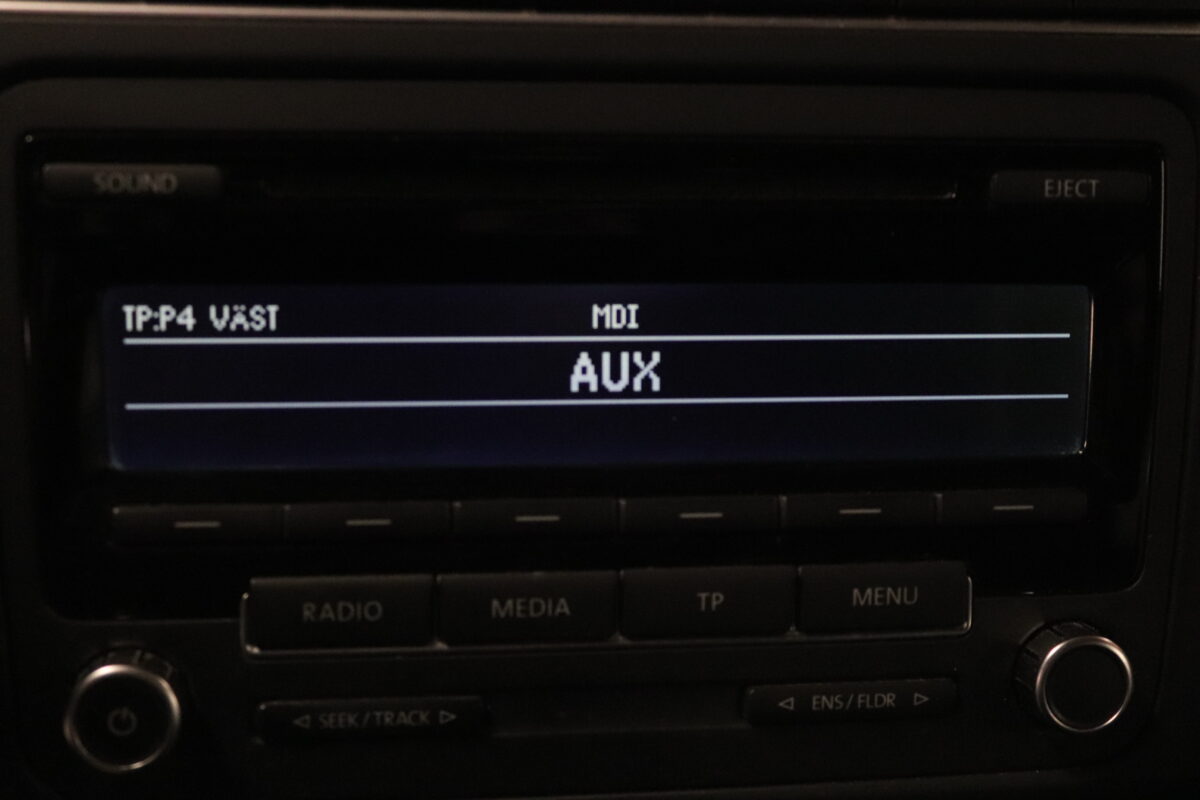 SOUND
EJECT
TP:P4 VÄST MDI
AUX
RADIO MEDIA TP MENU
◁ SEEK / TRACK ▷
◁ ENS / FLDR ▷